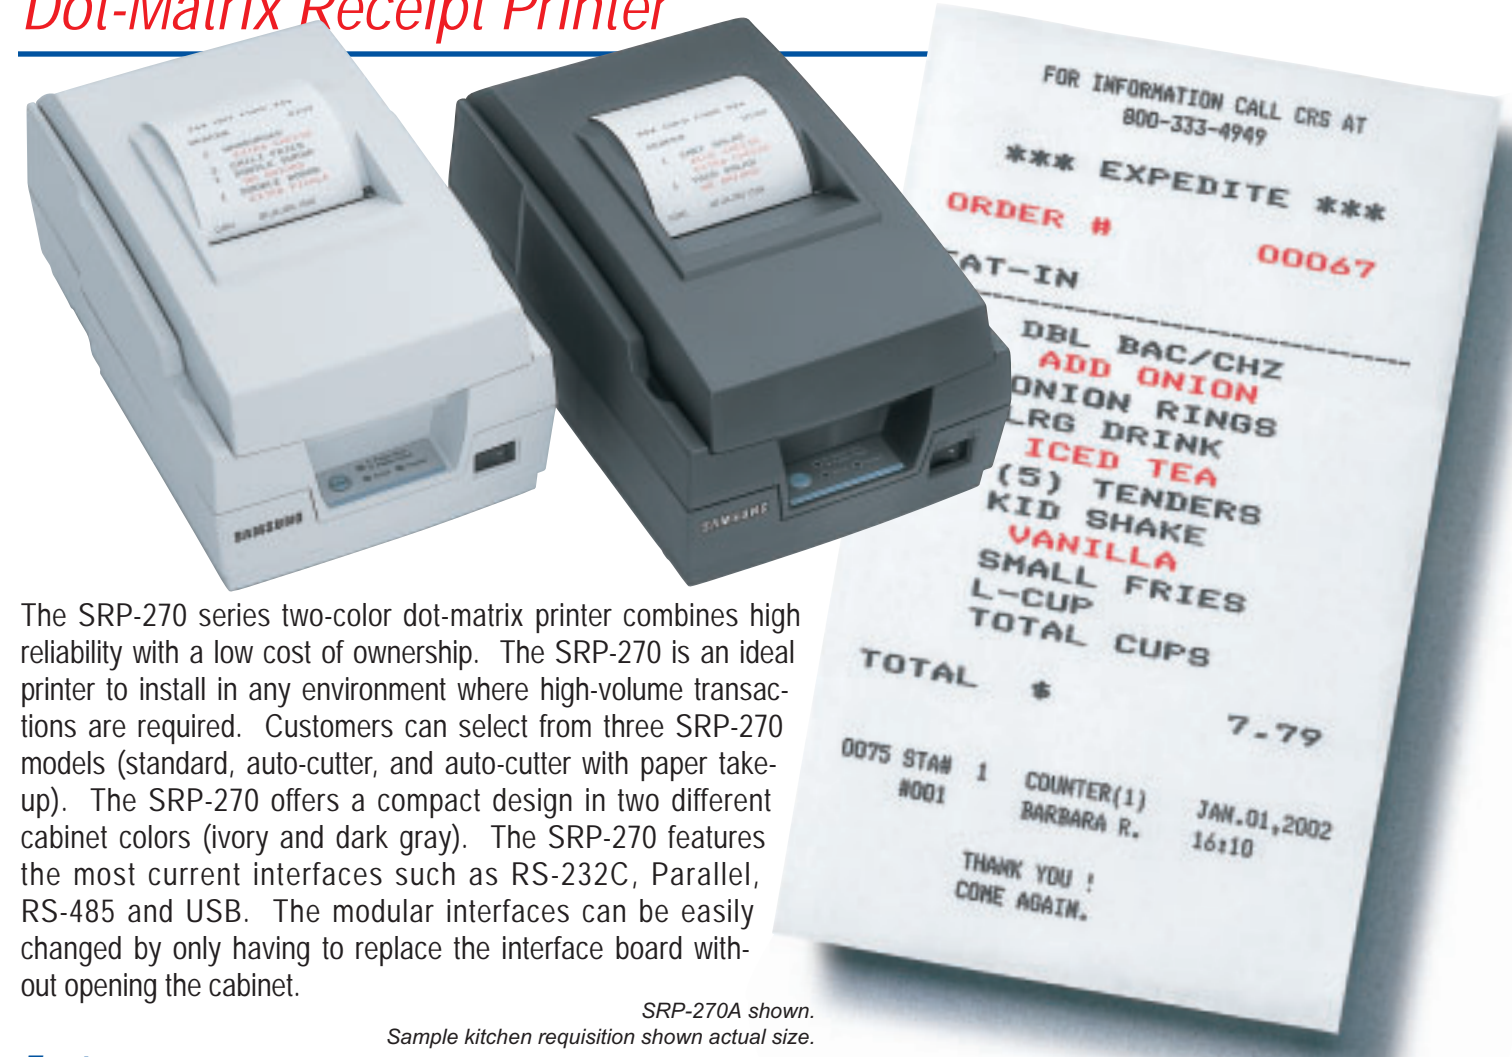 Dot-Matrix Receipt Printer
FOR INFORMATION CALL CRS AT
800-333-4949
*** EXPEDITE ***
ORDER # 00067
EAT-IN
DBL BAC/CHZ
ADD ONION
ONION RINGS
LRG DRINK
ICED TEA
(5) TENDERS
KID SHAKE
VANILLA
SMALL FRIES
L-CUP
TOTAL CUPS
TOTAL $ 7.79
0075 STA# 1 COUNTER(1) JAN.01,2002
#001 BARBARA R. 16:10
THANK YOU !
COME AGAIN.
SAMSUNG
SAMSUNG
The SRP-270 series two-color dot-matrix printer combines high
reliability with a low cost of ownership. The SRP-270 is an ideal
printer to install in any environment where high-volume transac-
tions are required. Customers can select from three SRP-270
models (standard, auto-cutter, and auto-cutter with paper take-
up). The SRP-270 offers a compact design in two different
cabinet colors (ivory and dark gray). The SRP-270 features
the most current interfaces such as RS-232C, Parallel,
RS-485 and USB. The modular interfaces can be easily
changed by only having to replace the interface board with-
out opening the cabinet.
SRP-270A shown.
Sample kitchen requisition shown actual size.